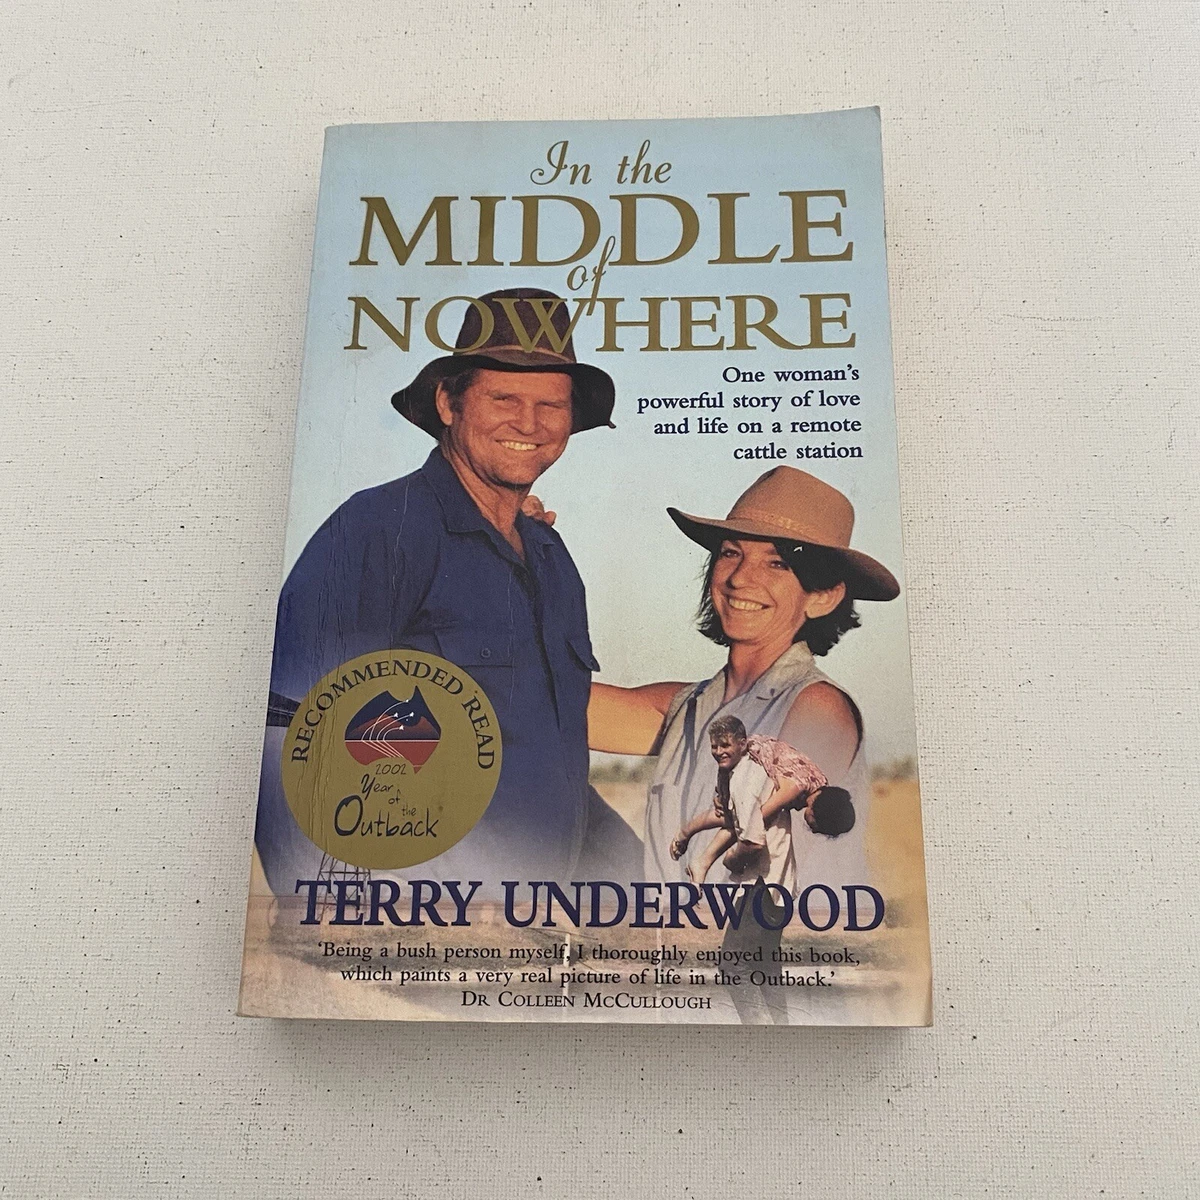 In the
MIDDLE
of
NOWHERE
One woman's
powerful story of love
and life on a remote
cattle station
RECOMMENDED READ
2002
Year
of
the
Outback
TERRY UNDERWOOD
'Being a bush person myself, I thoroughly enjoyed this book,
which paints a very real picture of life in the Outback.'
DR COLLEEN MCCULLOUGH